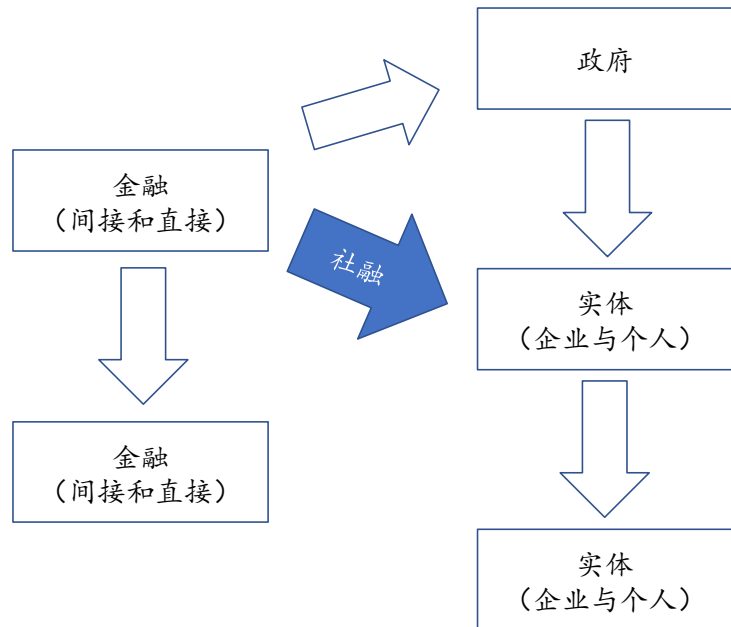 政府
金融
（间接和直接）
社融
实体
（企业与个人）
金融
（间接和直接）
实体
（企业与个人）